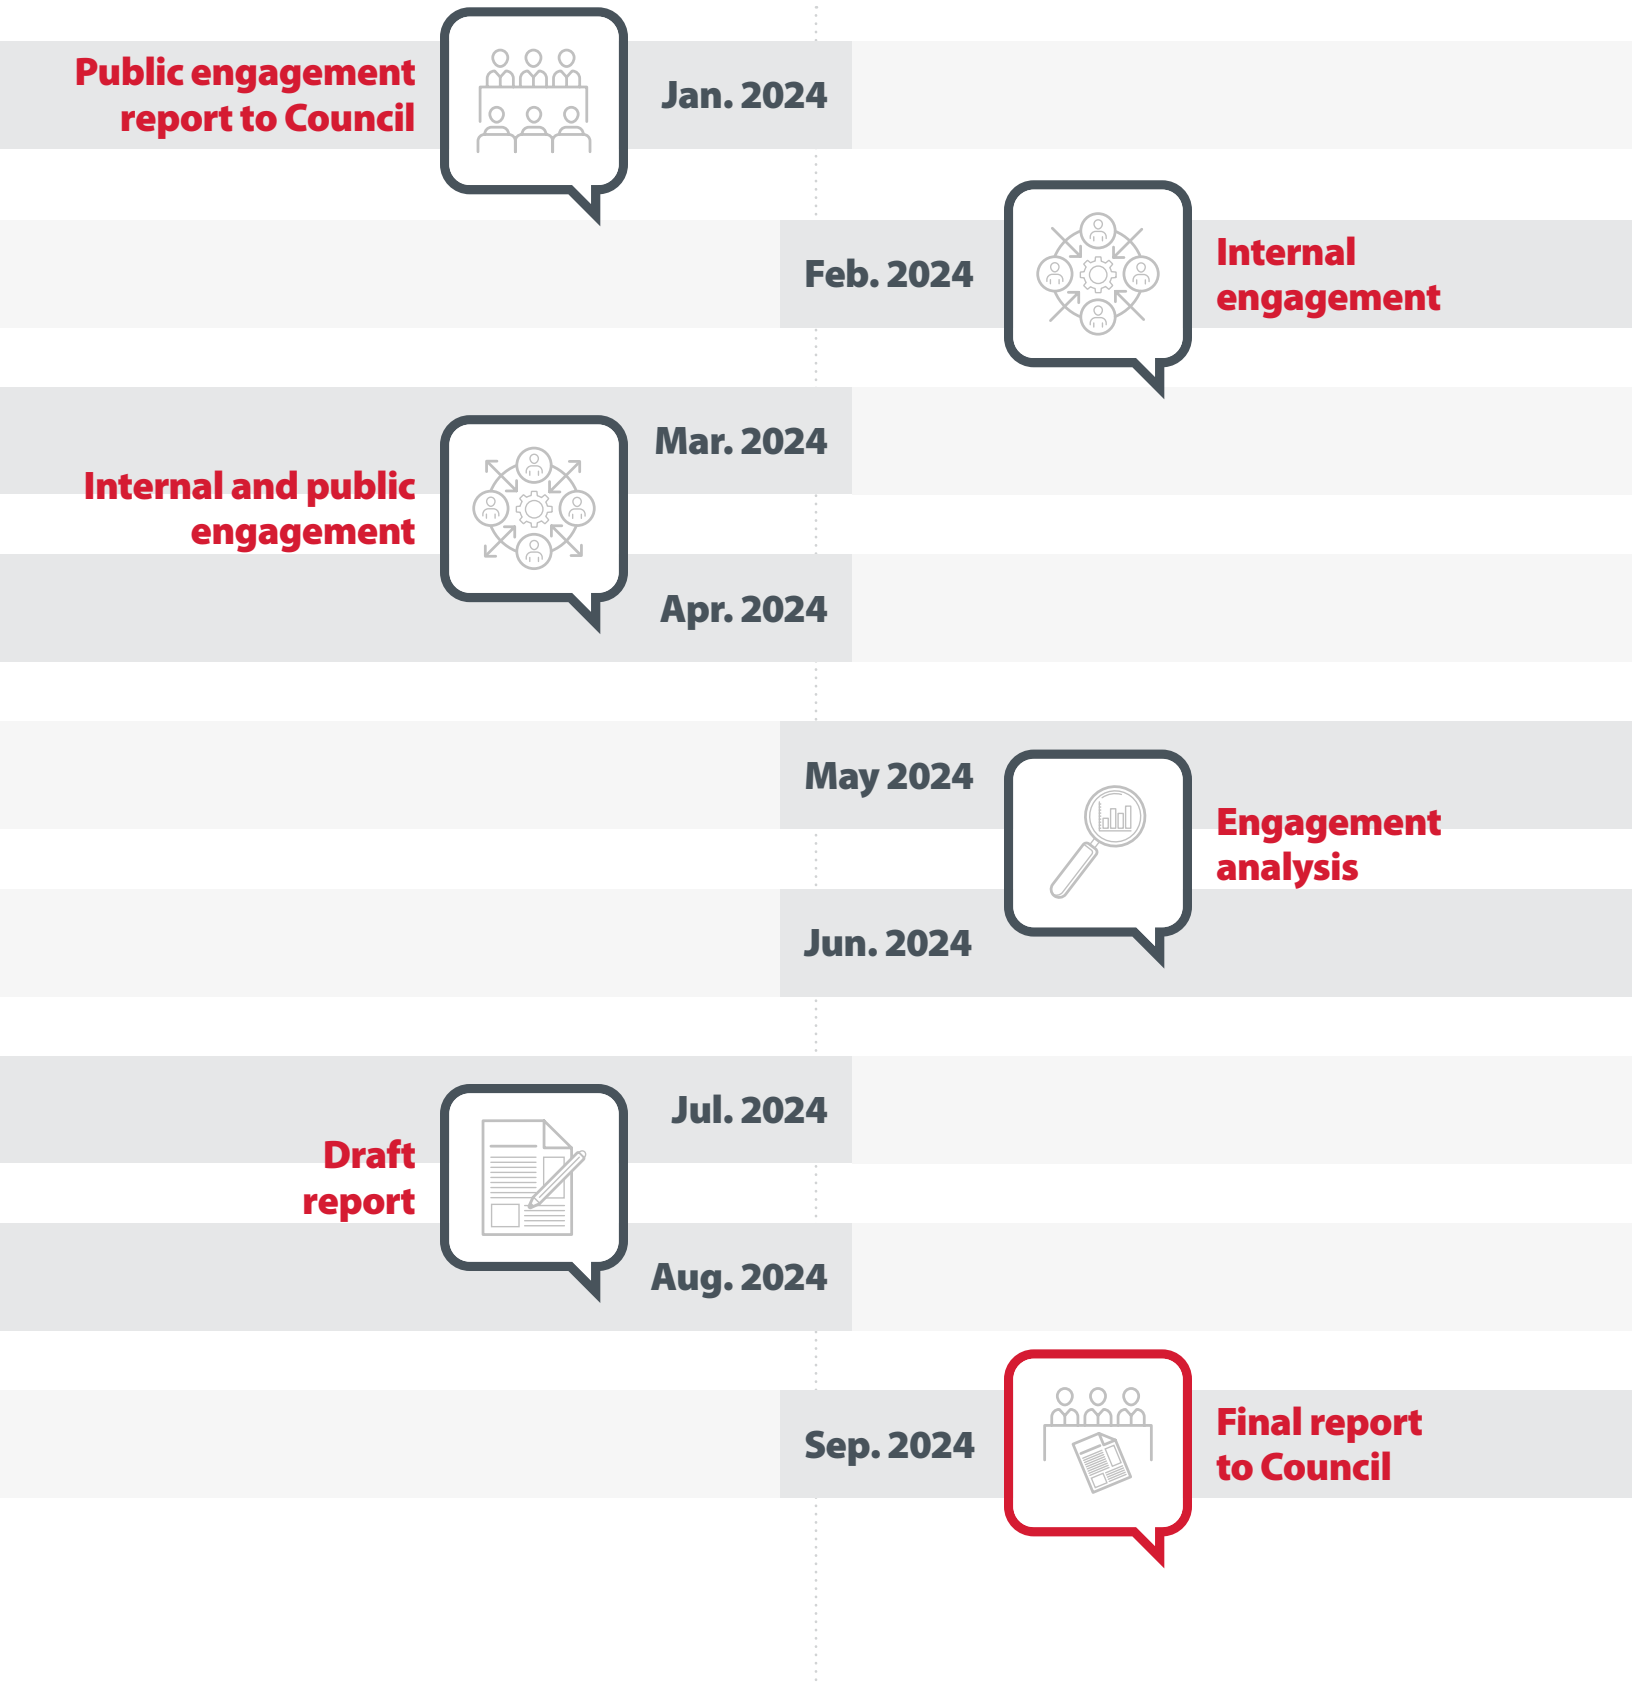 Public engagement
report to Council
Jan. 2024
Feb. 2024
Internal
engagement
Mar. 2024
Internal and public
engagement
Apr. 2024
May 2024
Engagement
analysis
Jun. 2024
Jul. 2024
Draft
report
Aug. 2024
Sep. 2024
Final report
to Council